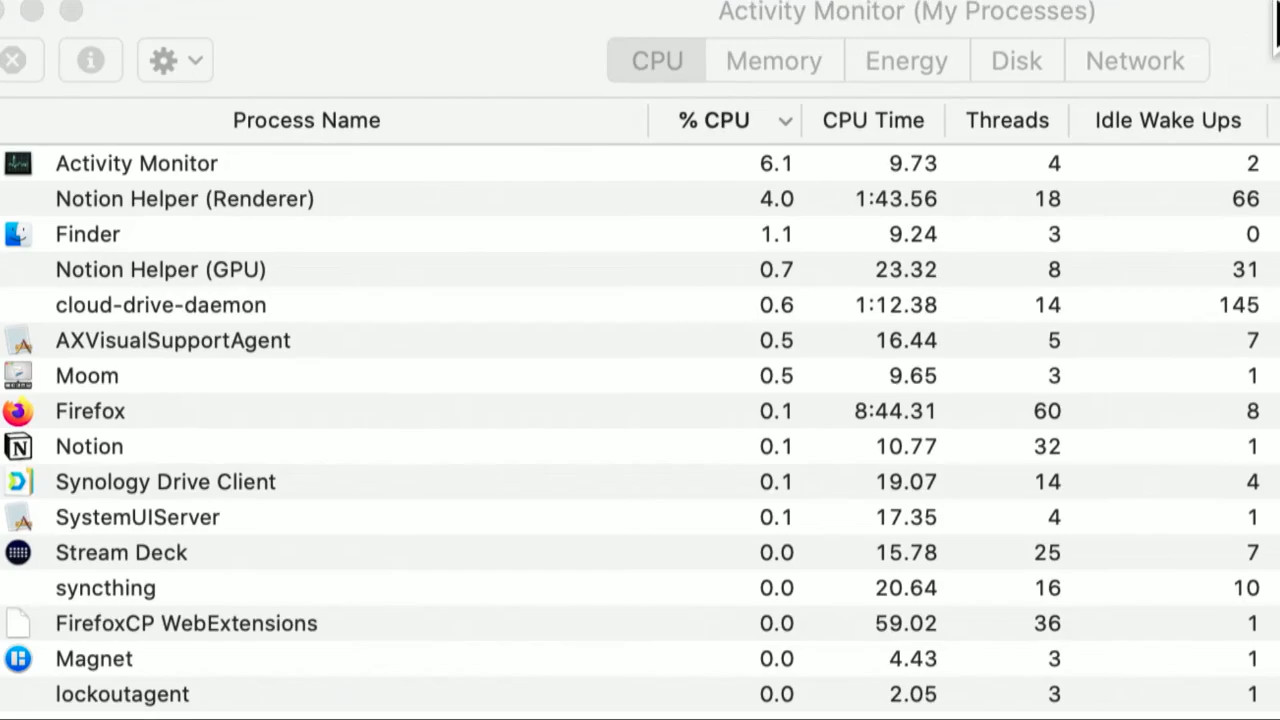 Activity Monitor (My Processes)
CPU Memory Energy Disk Network
Process Name % CPU CPU Time Threads Idle Wake Ups
Activity Monitor 6.1 9.73 4 2
Notion Helper (Renderer) 4.0 1:43.56 18 66
Finder 1.1 9.24 3 0
Notion Helper (GPU) 0.7 23.32 8 31
cloud-drive-daemon 0.6 1:12.38 14 145
AXVisualSupportAgent 0.5 16.44 5 7
Moom 0.5 9.65 3 1
Firefox 0.1 8:44.31 60 8
Notion 0.1 10.77 32 1
Synology Drive Client 0.1 19.07 14 4
SystemUIServer 0.1 17.35 4 1
Stream Deck 0.0 15.78 25 7
syncthing 0.0 20.64 16 10
FirefoxCP WebExtensions 0.0 59.02 36 1
Magnet 0.0 4.43 3 1
lockoutagent 0.0 2.05 3 1